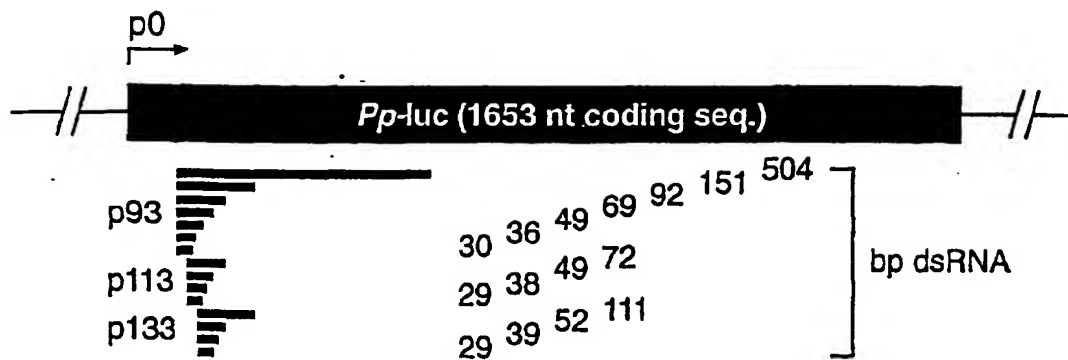 p0
Pp-luc (1653 nt coding seq.)
p93 30 36 49 69 92 151 504
p113 29 38 49 72
p133 29 39 52 111
bp dsRNA